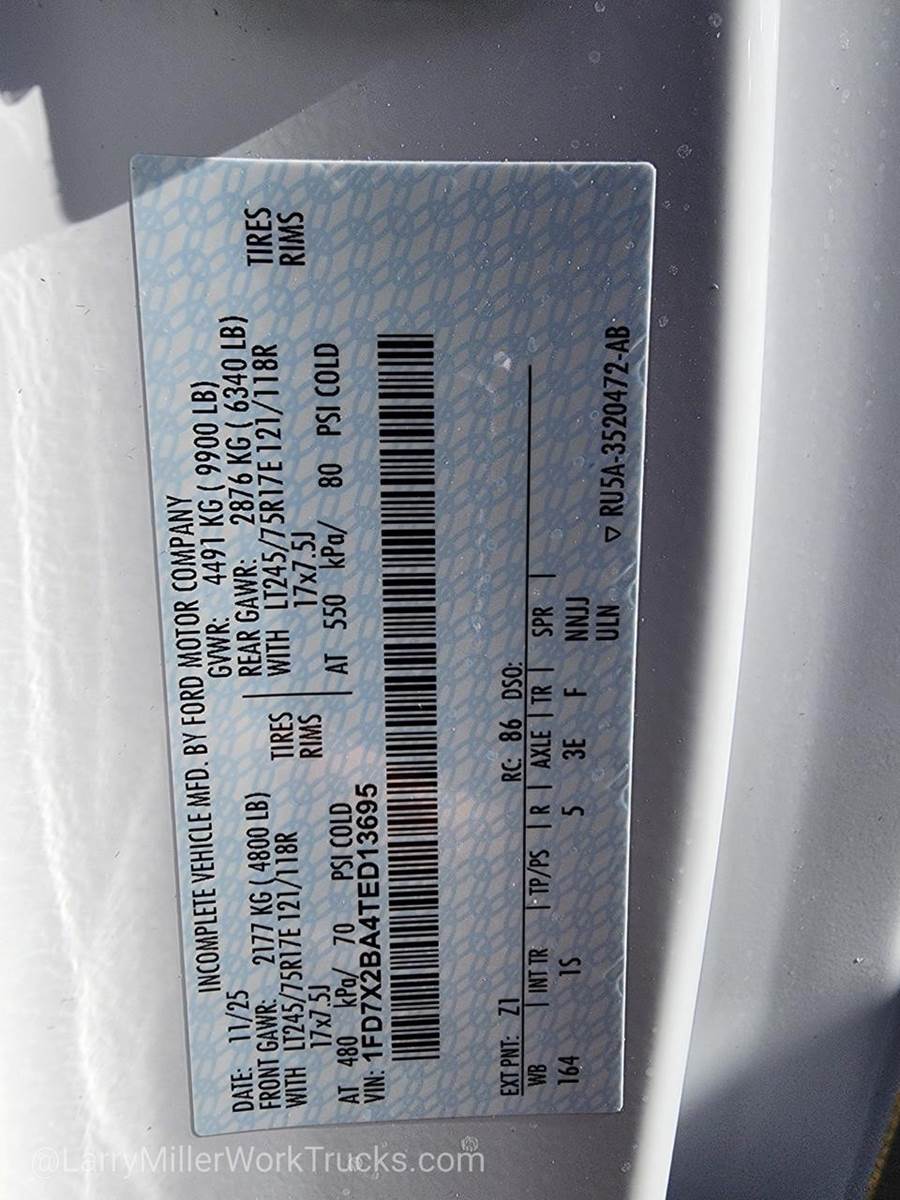 INCOMPLETE VEHICLE MFD. BY FORD MOTOR COMPANY
DATE: 11/25 GVWR: 4491 KG ( 9900 LB)
FRONT GAWR: 2177 KG ( 4800 LB) REAR GAWR: 2876 KG ( 6340 LB)
WITH LT245/75R17E 121/118R TIRES WITH LT245/75R17E 121/118R TIRES
17x7.5J RIMS 17x7.5J RIMS
AT 480 kPa/ 70 PSI COLD AT 550 kPa/ 80 PSI COLD
VIN: 1FD7X2BA4TED13695
EXT PNT: Z1 RC: 86 DSO:
WB | INT TR | TP/PS | R | AXLE | TR | SPR |
164 1S 5 3E F NNJJ
ULN
▽ RU5A-3520472-AB
@LarryMillerWorkTrucks.com